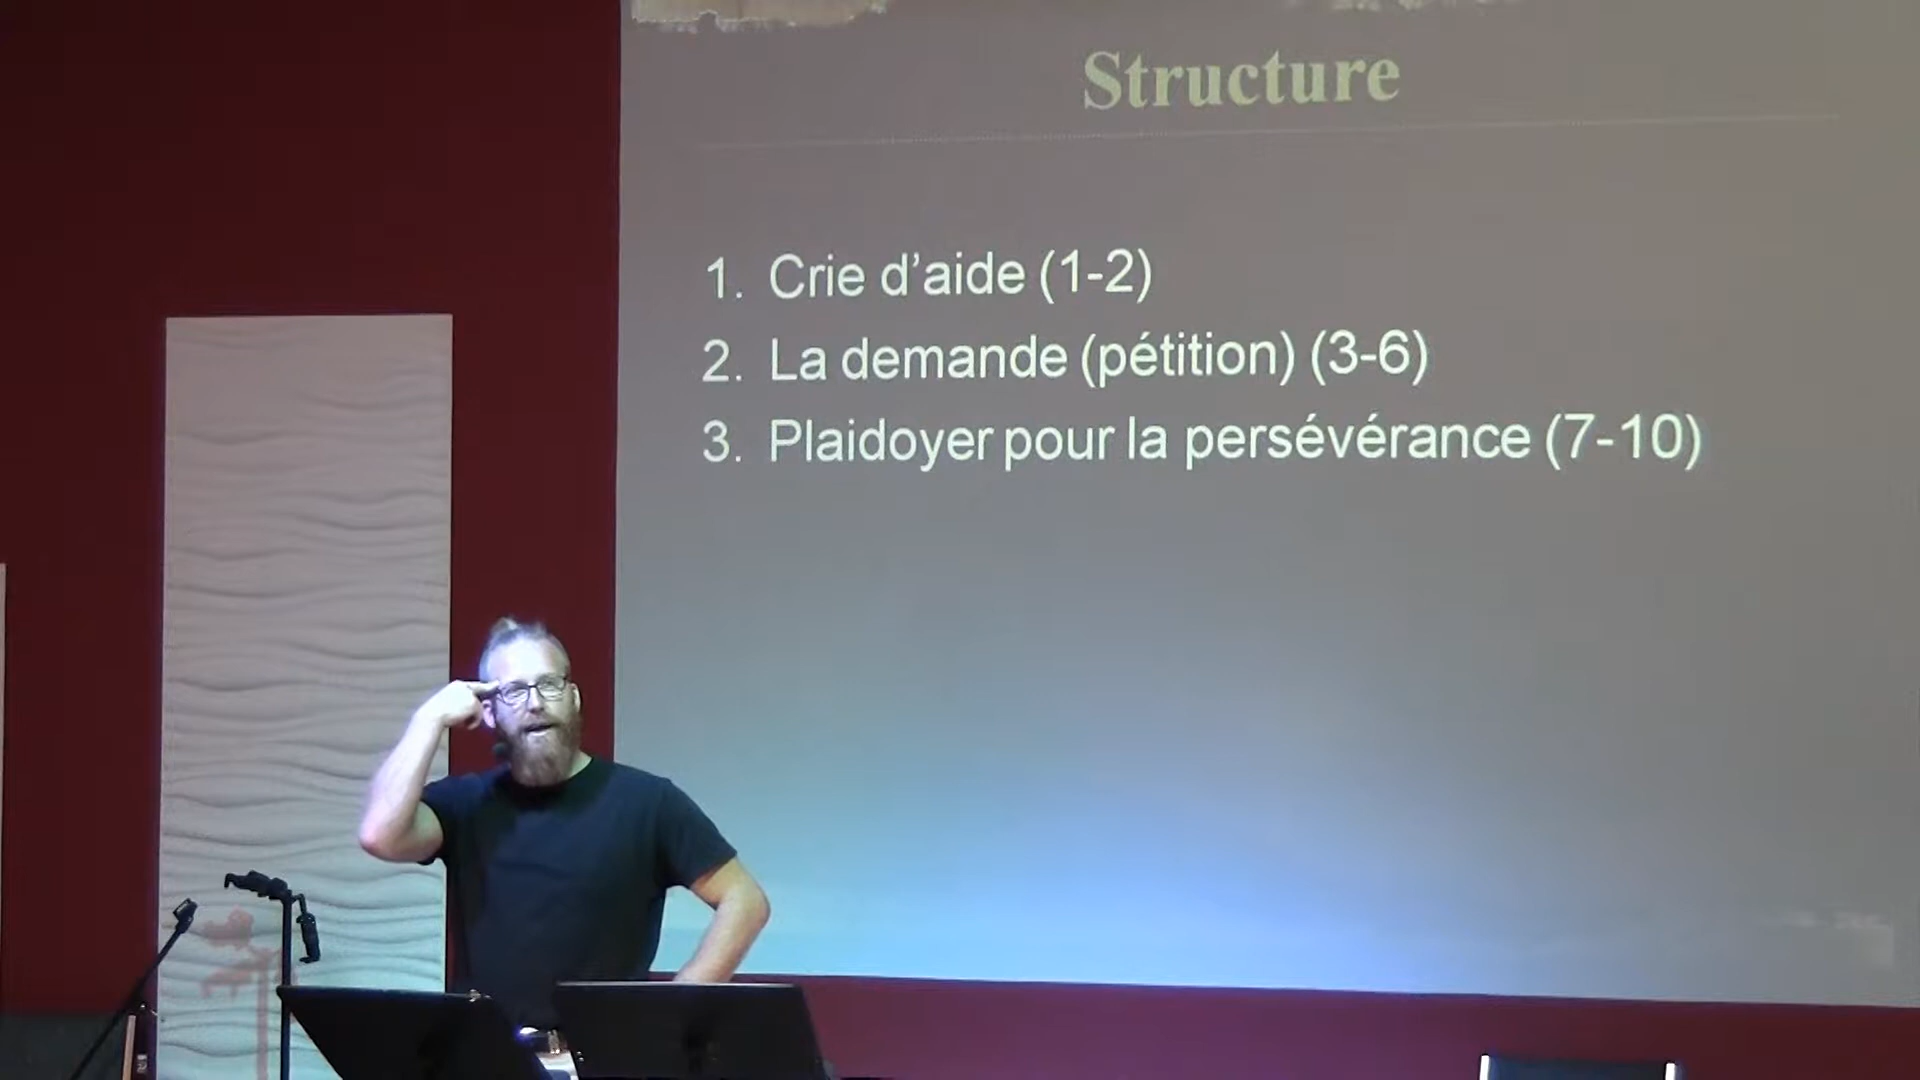 Structure
1. Crie d’aide (1-2)
2. La demande (pétition) (3-6)
3. Plaidoyer pour la persévérance (7-10)